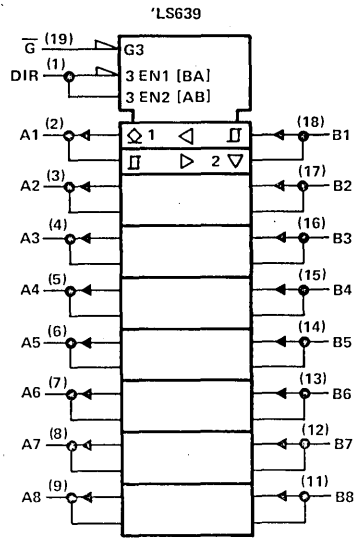 'LS639
G̅ (19) G3
DIR (1) 3 EN1 [BA]
3 EN2 [AB]
A1 (2) 1 (18) B1
2
A2 (3) (17) B2
A3 (4) (16) B3
A4 (5) (15) B4
A5 (6) (14) B5
A6 (7) (13) B6
A7 (8) (12) B7
A8 (9) (11) B8